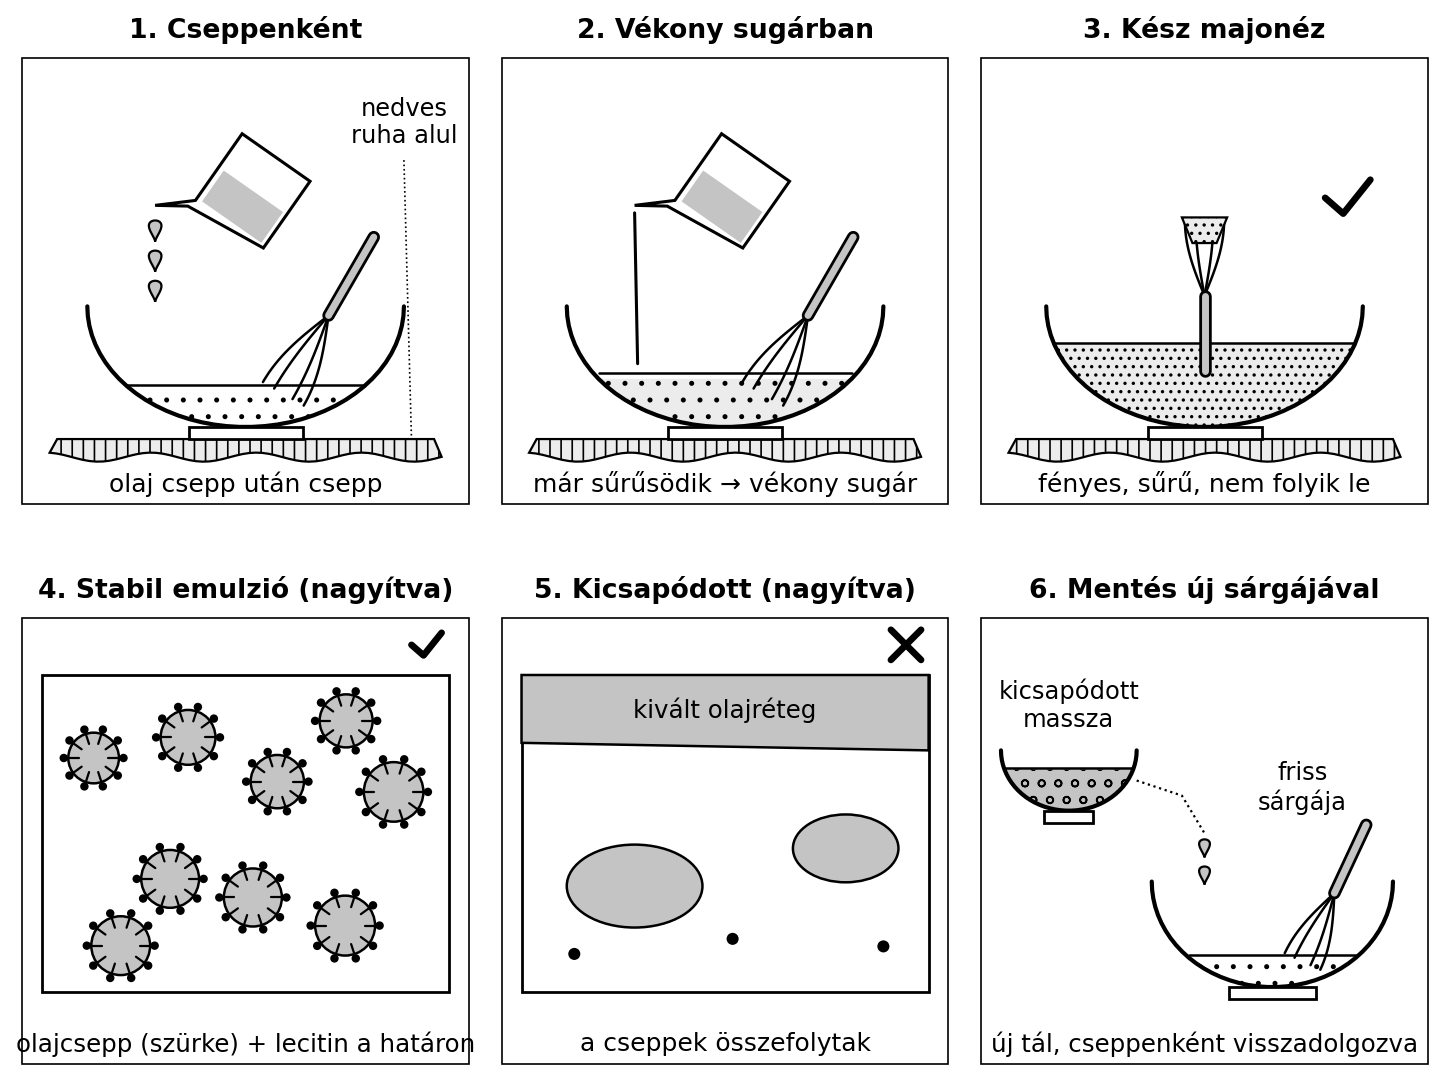 1. Cseppenként
2. Vékony sugárban
3. Kész majonéz
nedves
ruha alul
olaj csepp után csepp
már sűrűsödik → vékony sugár
fényes, sűrű, nem folyik le
4. Stabil emulzió (nagyítva)
5. Kicsapódott (nagyítva)
6. Mentés új sárgájával
kivált olajréteg
kicsapódott
massza
friss
sárgája
olajcsepp (szürke) + lecitin a határon
a cseppek összefolytak
új tál, cseppenként visszadolgozva